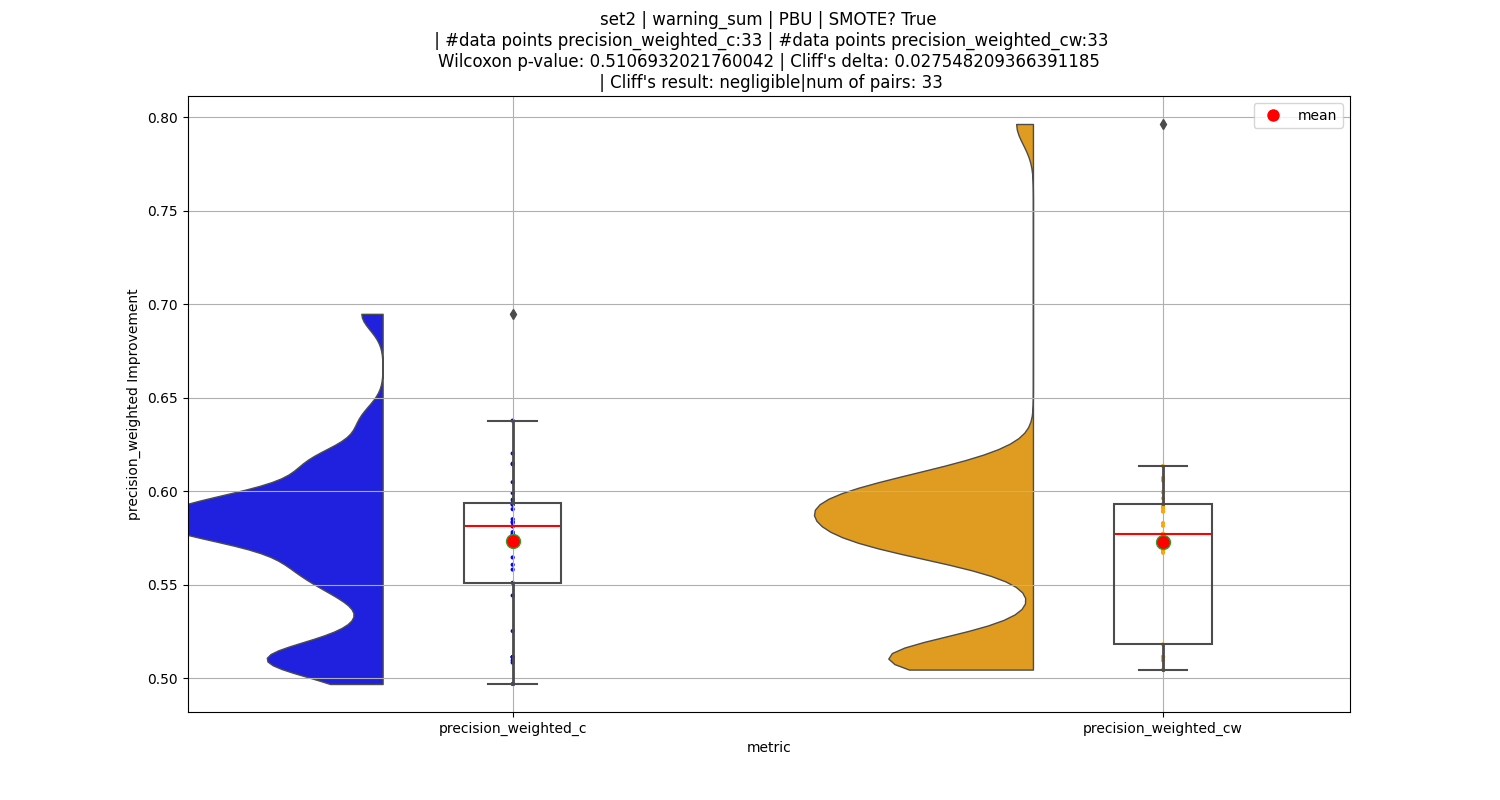 set2 | warning_sum | PBU | SMOTE? True
| #data points precision_weighted_c:33 | #data points precision_weighted_cw:33
Wilcoxon p-value: 0.5106932021760042 | Cliff's delta: 0.027548209366391185
| Cliff's result: negligible|num of pairs: 33
mean
0.80
0.75
0.70
0.65
0.60
0.55
0.50
precision_weighted Improvement
precision_weighted_c
precision_weighted_cw
metric